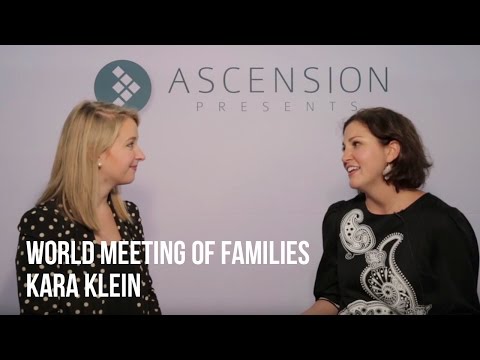 ASCENSION
PRESENTS
WORLD MEETING OF FAMILIES
KARA KLEIN